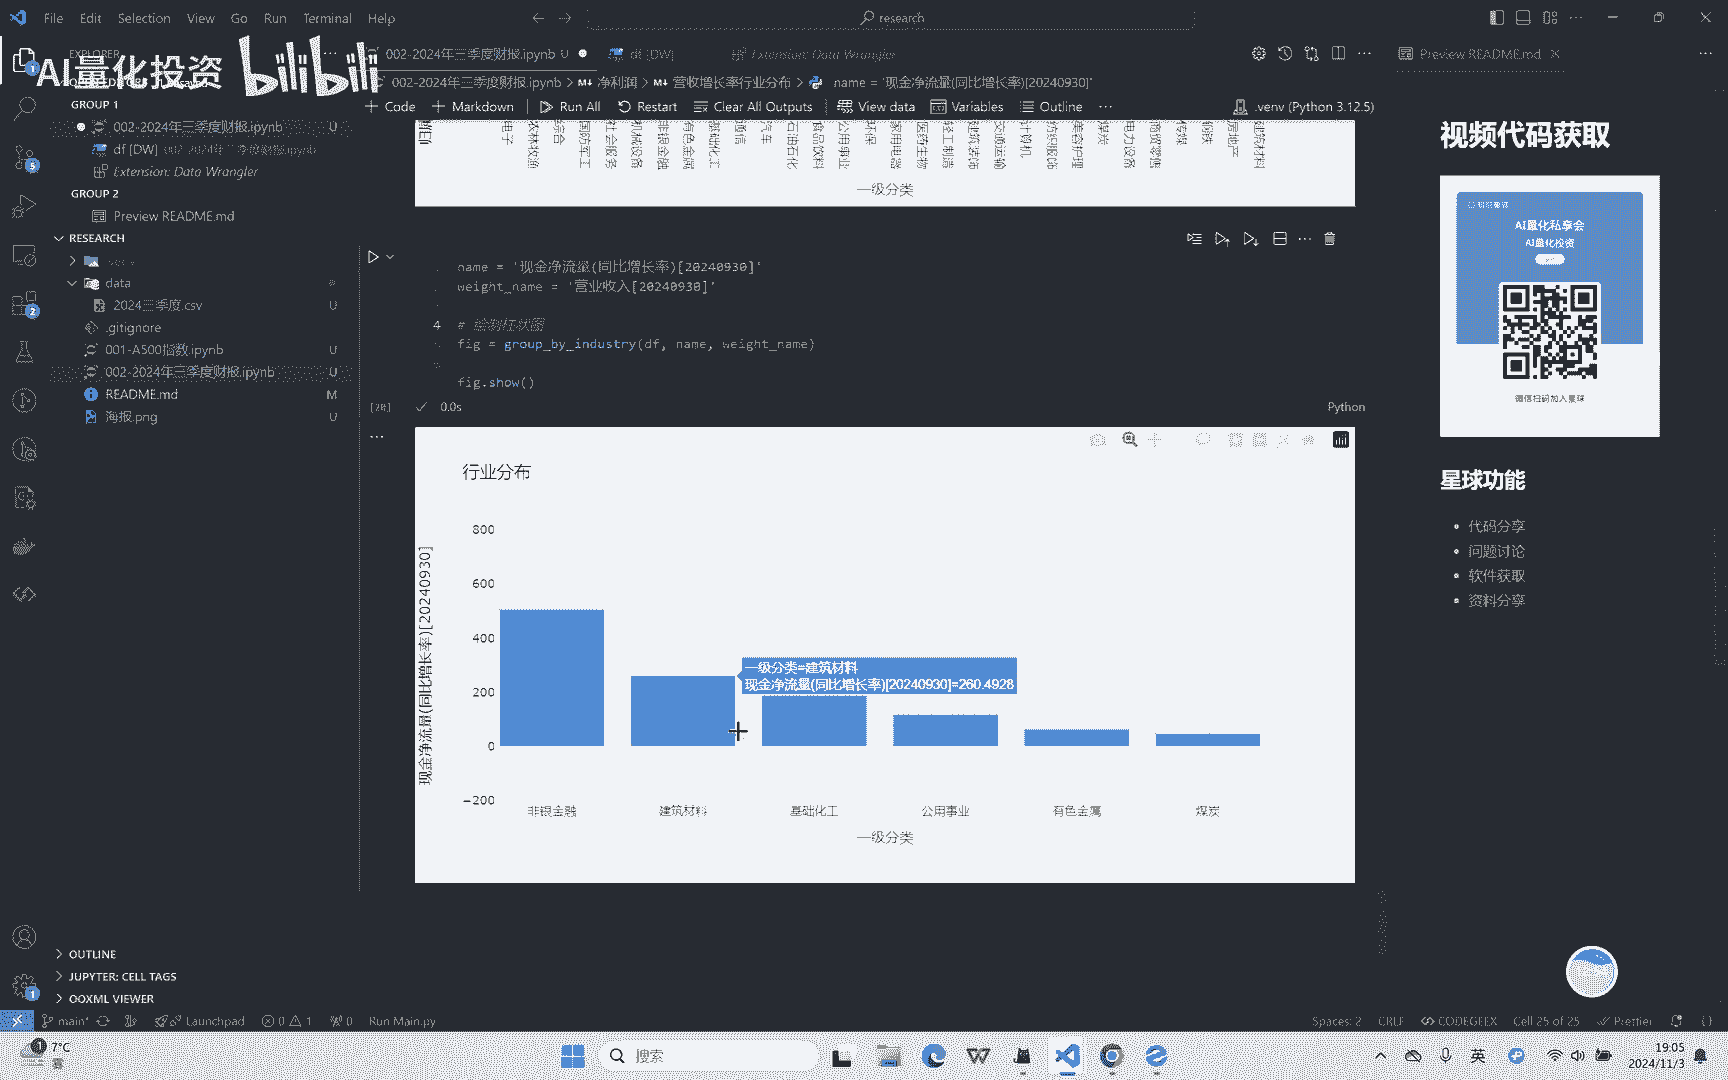 File Edit Selection View Go Run Terminal Help
research
EXPLORER
AI量化投资 bilibili
002-2024年三季度财报.ipynb U
df [DW]
Extension: Data Wrangler
Preview README.md
002-2024年三季度财报.ipynb > 净利润 > 营收增长率行业分布 > name = '现金净流量(同比增长率)[20240930]'
Code Markdown Run All Restart Clear All Outputs View data Variables Outline ... .venv (Python 3.12.5)
GROUP 1
002-2024年三季度财报.ipynb U
df [DW] 002-2024年三季度财报.ipynb
Extension: Data Wrangler
GROUP 2
Preview README.md
RESEARCH
data
2024三季度.csv U
.gitignore
001-A500指数.ipynb U
002-2024年三季度财报.ipynb U
README.md M
海报.png U
OUTLINE
JUPYTER: CELL TAGS
OOXML VIEWER
电子 农林牧渔 综合 国防军工 社会服务 机械设备 非银金融 有色金属 基础化工 通信 汽车 石油石化 食品饮料 公用事业 环保 家用电器 医药生物 轻工制造 建筑装饰 交通运输 计算机 纺织服饰 美容护理 煤炭 电力设备 商贸零售 传媒 钢铁 房地产 建筑材料
一级分类
name = '现金净流量(同比增长率)[20240930]'
weight_name = '营业收入[20240930]'
4 # 绘制柱状图
fig = group_by_industry(df, name, weight_name)
fig.show()
[28] 0.0s Python
行业分布
现金净流量(同比增长率)[20240930]
800
600
400
200
0
−200
一级分类=建筑材料
现金净流量(同比增长率)[20240930]=260.4928
非银金融 建筑材料 基础化工 公用事业 有色金属 煤炭
一级分类
视频代码获取
AI量化私享会
AI量化投资
微信扫码加入星球
星球功能
代码分享
问题讨论
软件获取
资料分享
main* Launchpad 0 1 0 Run Main.py
Spaces: 2 CRLF CODEGEEX Cell 25 of 25 Prettier
7°C
搜索
英
19:05
2024/11/3